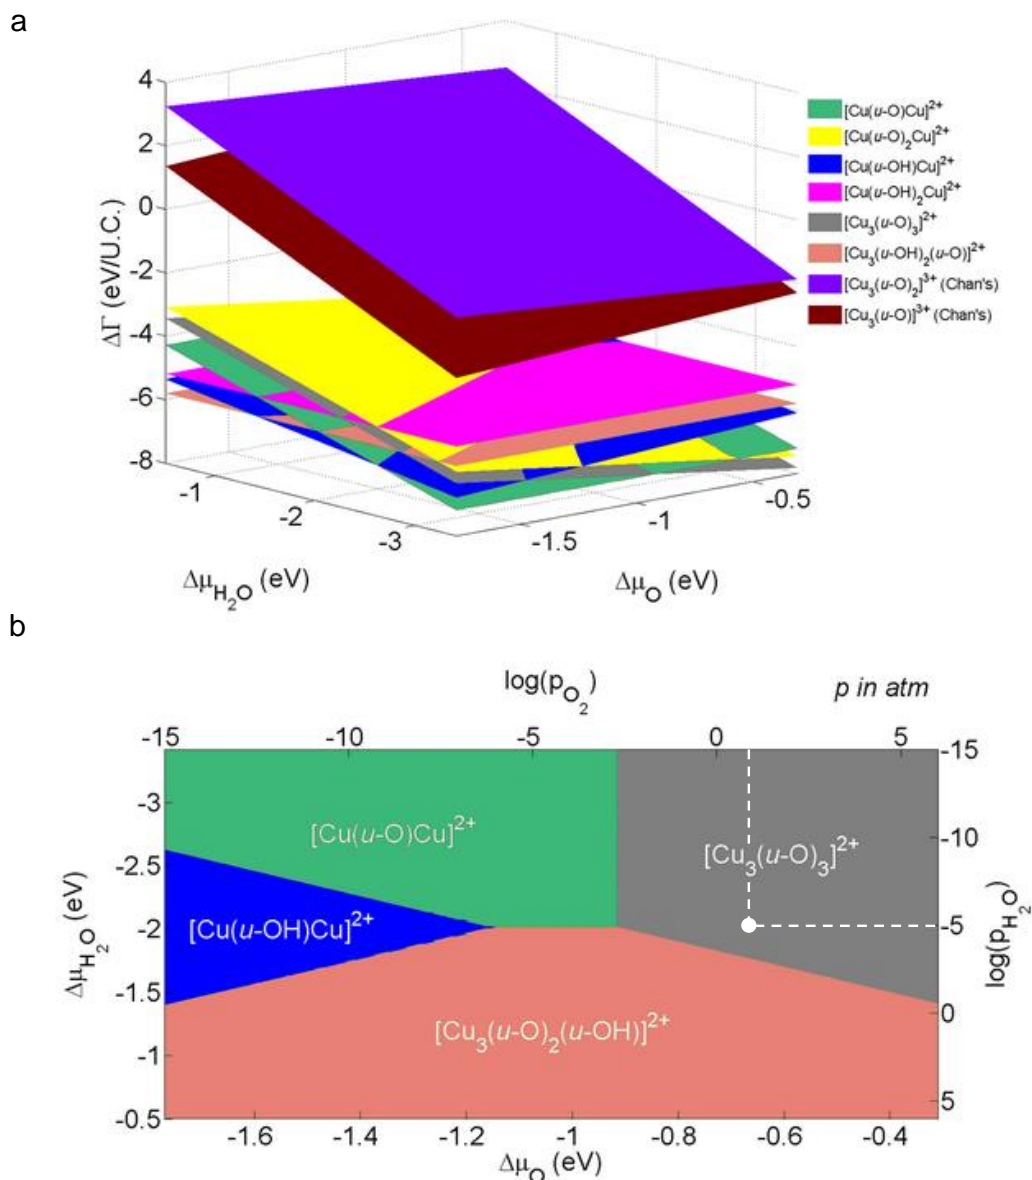 a
4
2
0
-2
-4
-6
-8
ΔΓ (eV/U.C.)
-1
-2
-3
Δμ_H₂O (eV)
-1.5
-1
-0.5
Δμ_O (eV)
[Cu(u-O)Cu]²⁺
[Cu(u-O)₂Cu]²⁺
[Cu(u-OH)Cu]²⁺
[Cu(u-OH)₂Cu]²⁺
[Cu₃(u-O)₃]²⁺
[Cu₃(u-OH)₂(u-O)]²⁺
[Cu₃(u-O)₂]³⁺ (Chan's)
[Cu₃(u-O)]³⁺ (Chan's)
b
log(p_O₂)
p in atm
-15 -10 -5 0 5
-3
-2.5
-2
-1.5
-1
-0.5
Δμ_H₂O (eV)
[Cu(u-O)Cu]²⁺
[Cu₃(u-O)₃]²⁺
[Cu(u-OH)Cu]²⁺
[Cu₃(u-O)₂(u-OH)]²⁺
-15
-10
-5
0
5
log(p_H₂O)
-1.6 -1.4 -1.2 -1 -0.8 -0.6 -0.4
Δμ_O (eV)